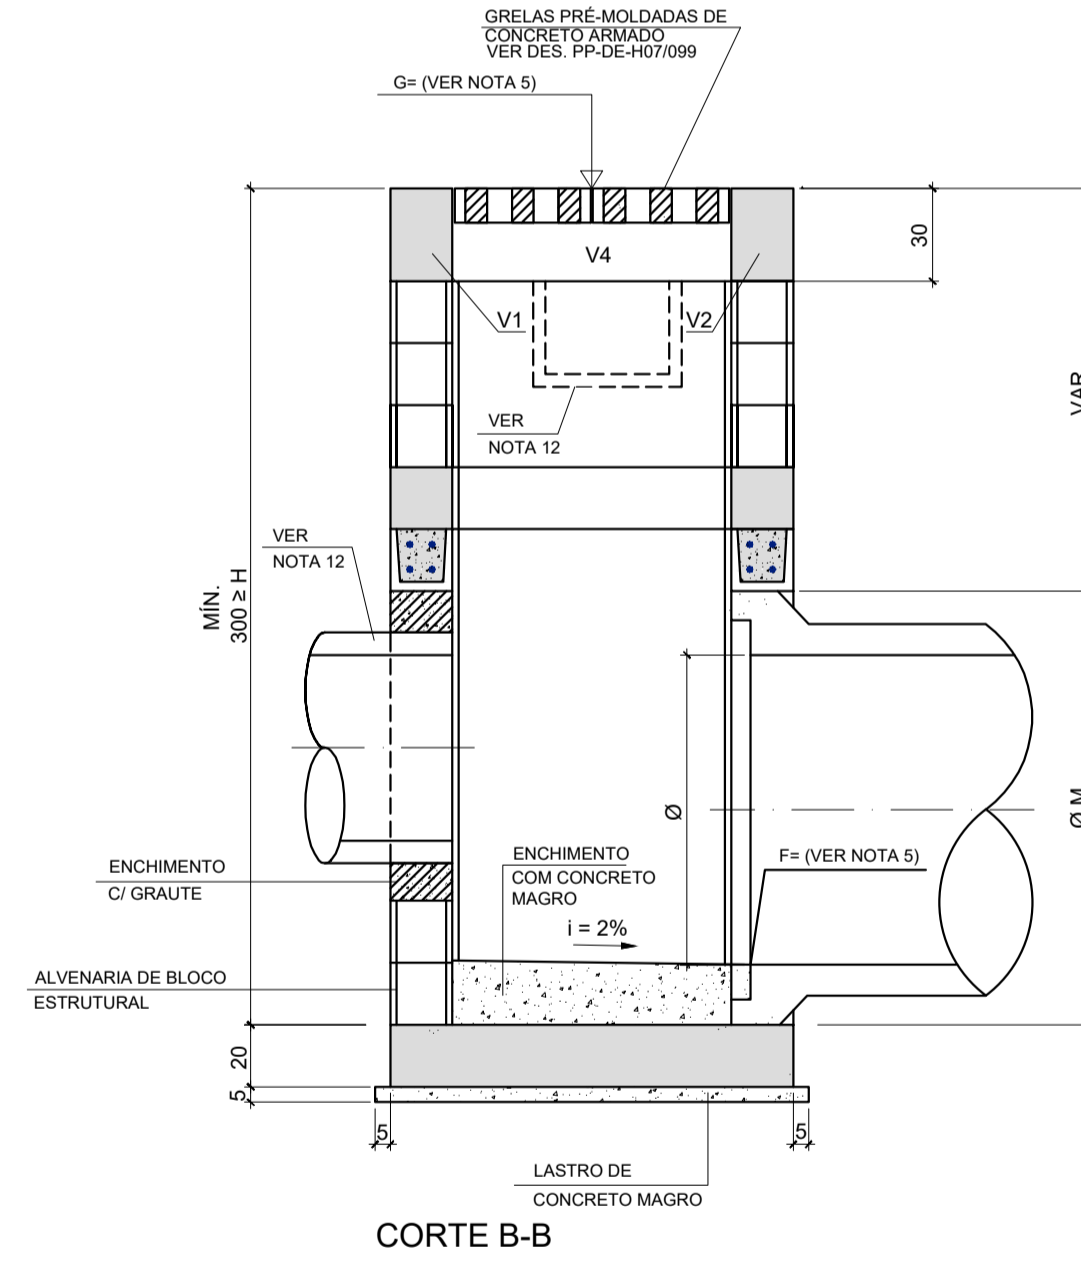 GRELAS PRÉ-MOLDADAS DE
CONCRETO ARMADO
VER DES. PP-DE-H07/099
G= (VER NOTA 5)
30
V4
V1
V2
VAR.
VER
NOTA 12
VER
NOTA 12
MÍN.
300 ≥ H
Ø
Ø M
ENCHIMENTO
COM CONCRETO
MAGRO
F= (VER NOTA 5)
ENCHIMENTO
C/ GRAUTE
i = 2%
ALVENARIA DE BLOCO
ESTRUTURAL
20
5
5
5
LASTRO DE
CONCRETO MAGRO
CORTE B-B